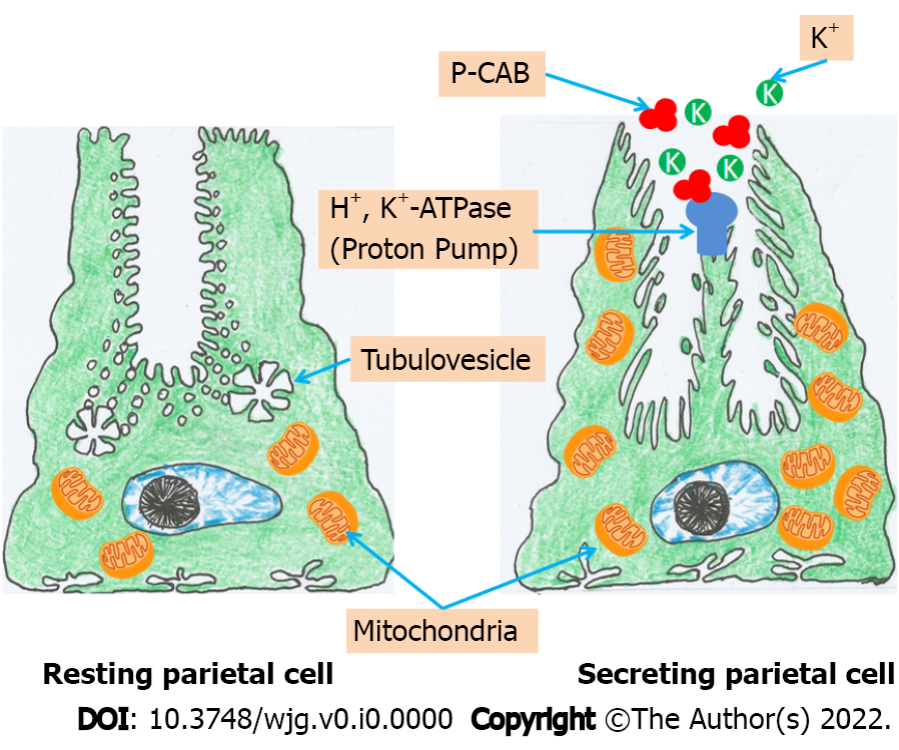 K⁺
P-CAB
K
K
K
K
H⁺, K⁺-ATPase
(Proton Pump)
Tubulovesicle
Mitochondria
Resting parietal cell
Secreting parietal cell
DOI: 10.3748/wjg.v0.i0.0000 Copyright ©The Author(s) 2022.